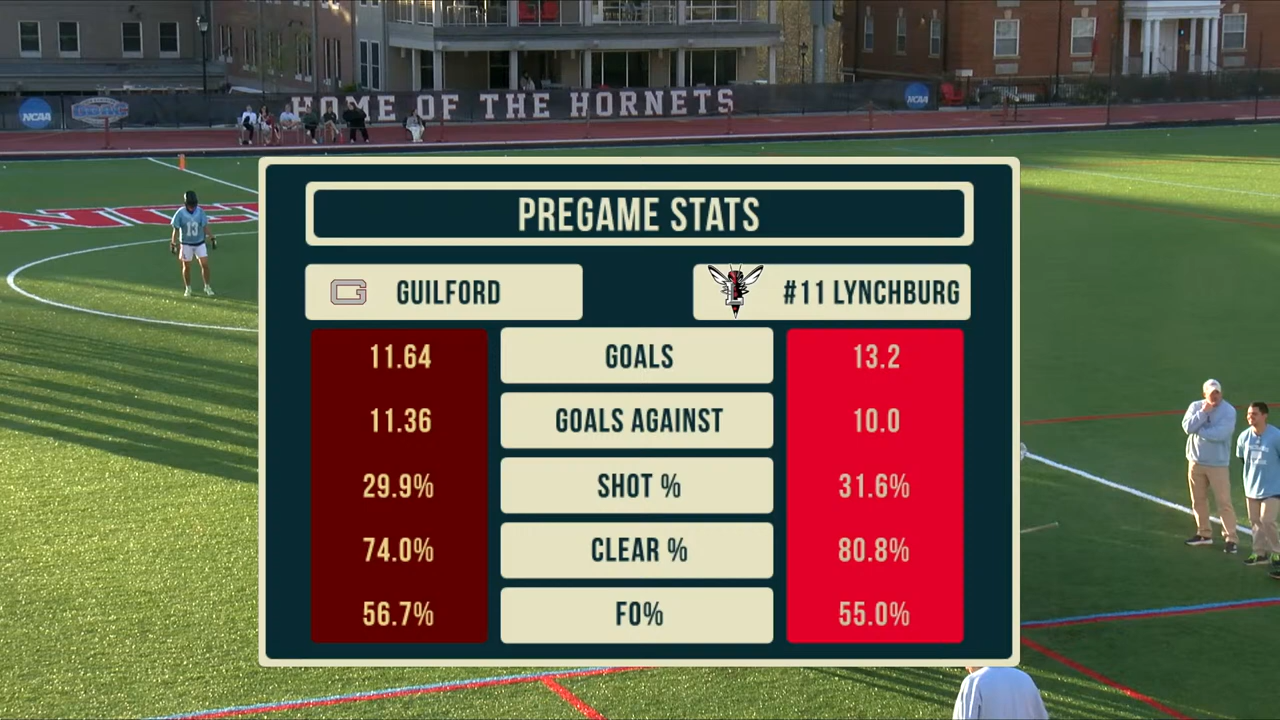 NCAA
NCAA
HOME OF THE HORNETS
13
PREGAME STATS
G GUILFORD
L #11 LYNCHBURG
11.64 GOALS 13.2
11.36 GOALS AGAINST 10.0
29.9% SHOT % 31.6%
74.0% CLEAR % 80.8%
56.7% FO% 55.0%